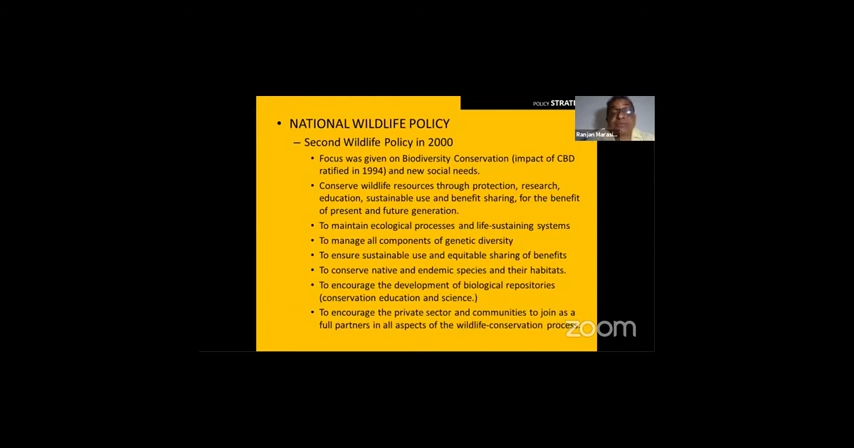 POLICY STRATE
NATIONAL WILDLIFE POLICY
– Second Wildlife Policy in 2000
• Focus was given on Biodiversity Conservation (impact of CBD
ratified in 1994) and new social needs.
• Conserve wildlife resources through protection, research,
education, sustainable use and benefit sharing, for the benefit
of present and future generation.
• To maintain ecological processes and life-sustaining systems
• To manage all components of genetic diversity
• To ensure sustainable use and equitable sharing of benefits
• To conserve native and endemic species and their habitats.
• To encourage the development of biological repositories
(conservation education and science.)
• To encourage the private sector and communities to join as a
full partners in all aspects of the wildlife-conservation process.
Ranjan Marasi...
zoom